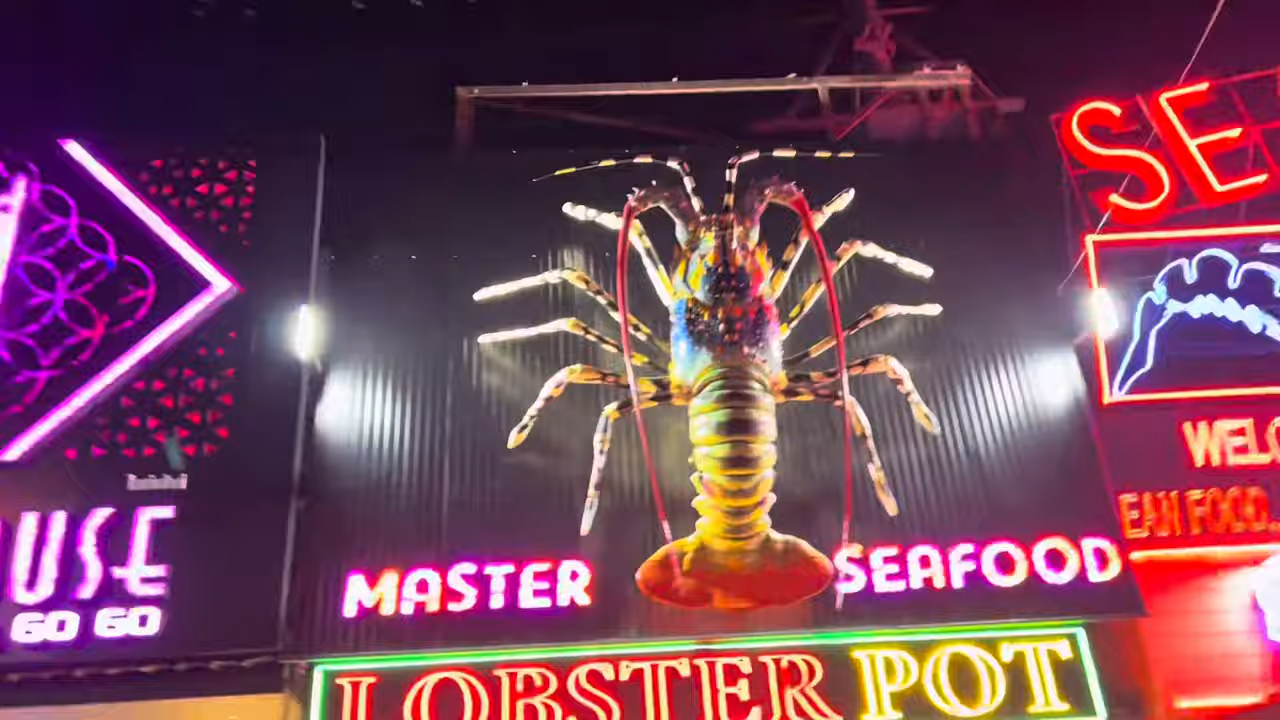 USE
60 60
MASTER SEAFOOD
LOBSTER POT
SE
WELC
EAN FOOD